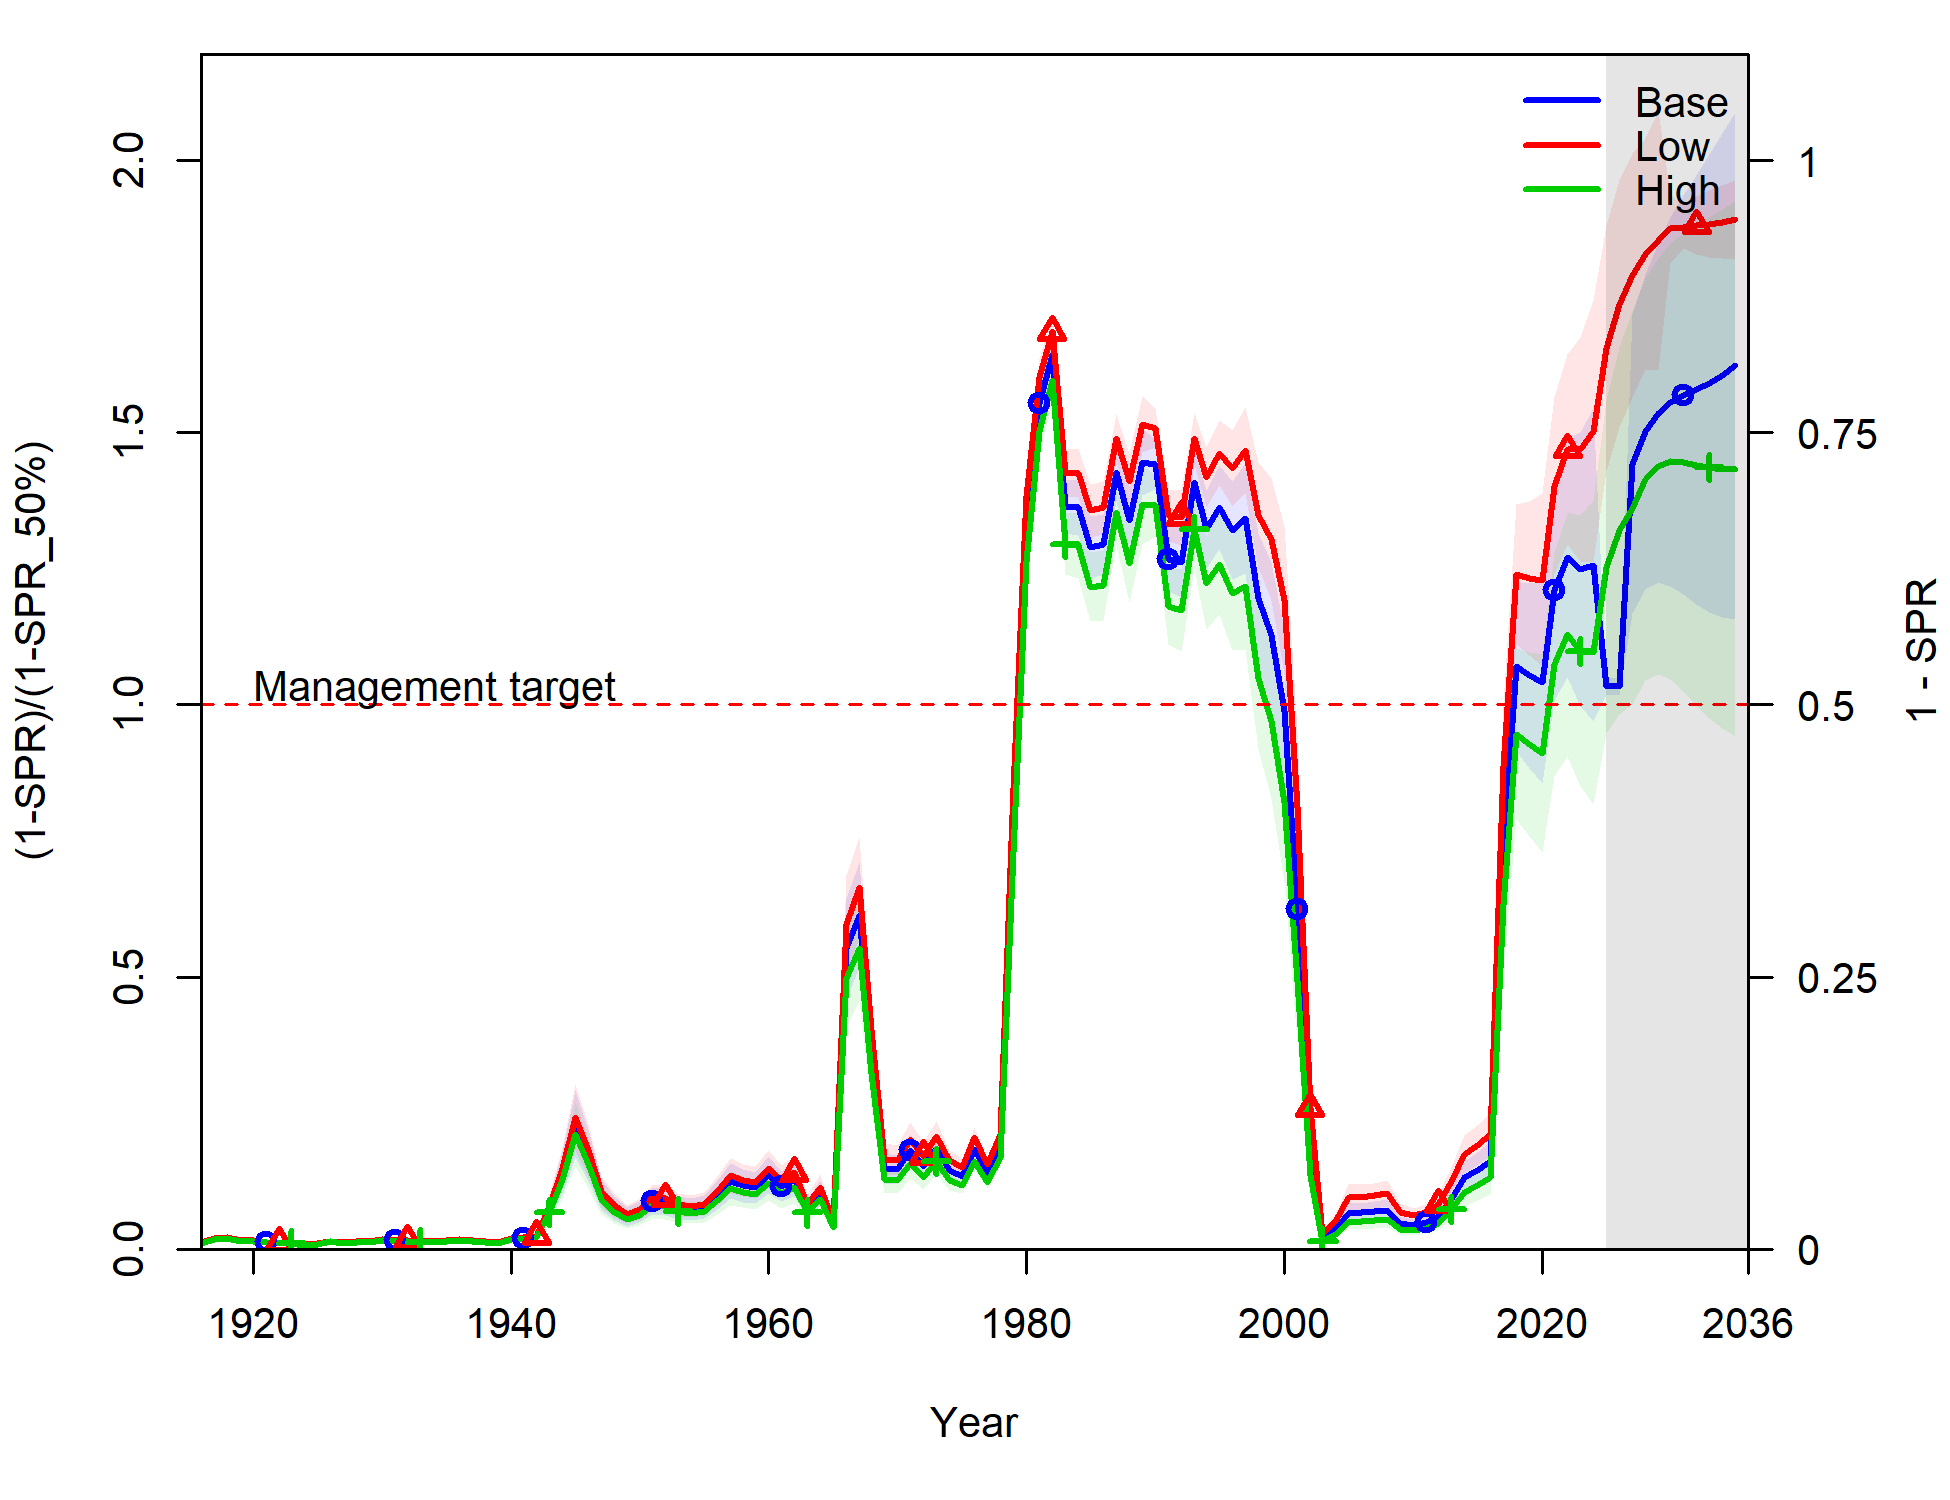 Base
Low
High
Management target
(1-SPR)/(1-SPR_50%)
2.0
1.5
1.0
0.5
0.0
1 - SPR
1
0.75
0.5
0.25
0
1920
1940
1960
1980
2000
2020
2036
Year